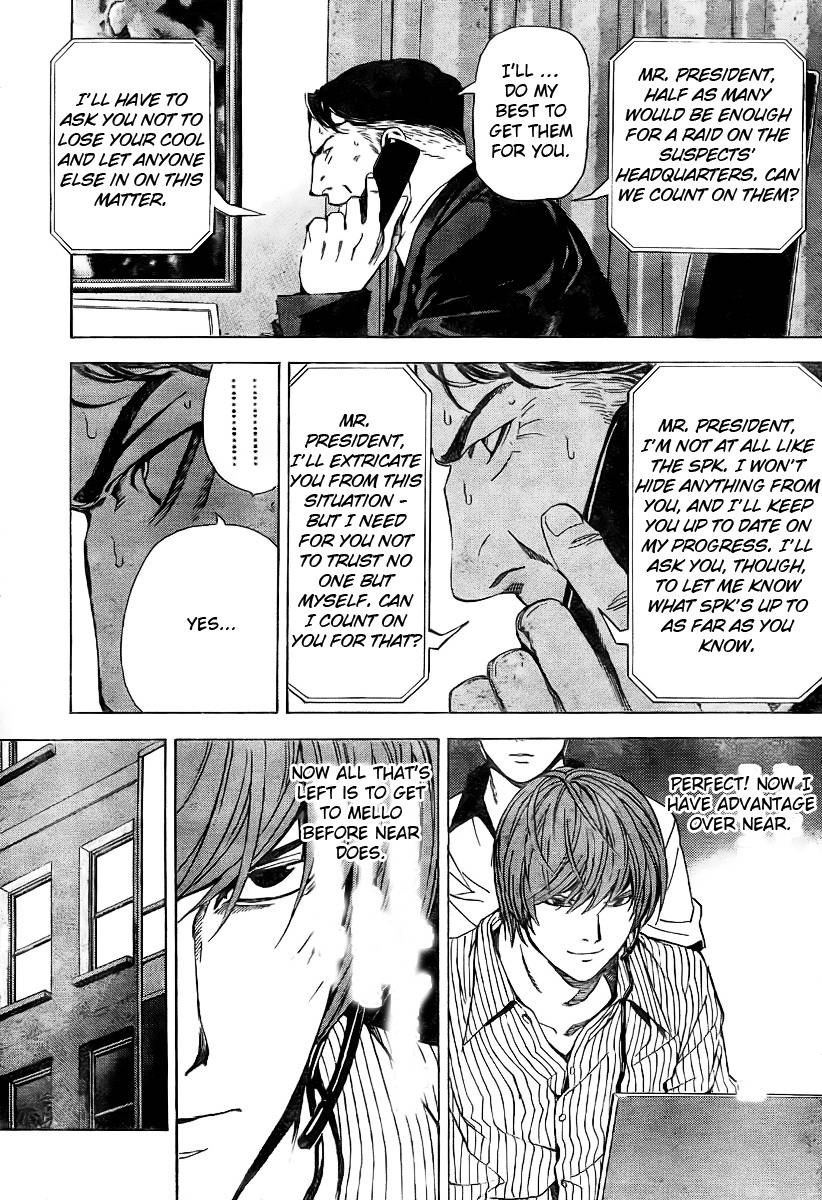 MR. PRESIDENT,
HALF AS MANY
WOULD BE ENOUGH
FOR A RAID ON THE
SUSPECTS'
HEADQUARTERS. CAN
WE COUNT ON THEM?
I'LL ...
DO MY
BEST TO
GET THEM
FOR YOU.
I'LL HAVE TO
ASK YOU NOT TO
LOSE YOUR COOL
AND LET ANYONE
ELSE IN ON THIS
MATTER.
MR. PRESIDENT,
I'M NOT AT ALL LIKE
THE SPK. I WON'T
HIDE ANYTHING FROM
YOU, AND I'LL KEEP
YOU UP TO DATE ON
MY PROGRESS. I'LL
ASK YOU, THOUGH,
TO LET ME KNOW
WHAT SPK'S UP TO
AS FAR AS YOU
KNOW.
MR.
PRESIDENT,
I'LL EXTRICATE
YOU FROM THIS
SITUATION -
BUT I NEED
FOR YOU NOT
TO TRUST NO
ONE BUT
MYSELF. CAN
I COUNT ON
YOU FOR THAT?
.........
YES...
PERFECT! NOW I
HAVE ADVANTAGE
OVER NEAR.
NOW ALL THAT'S
LEFT IS TO GET
TO MELLO
BEFORE NEAR
DOES.